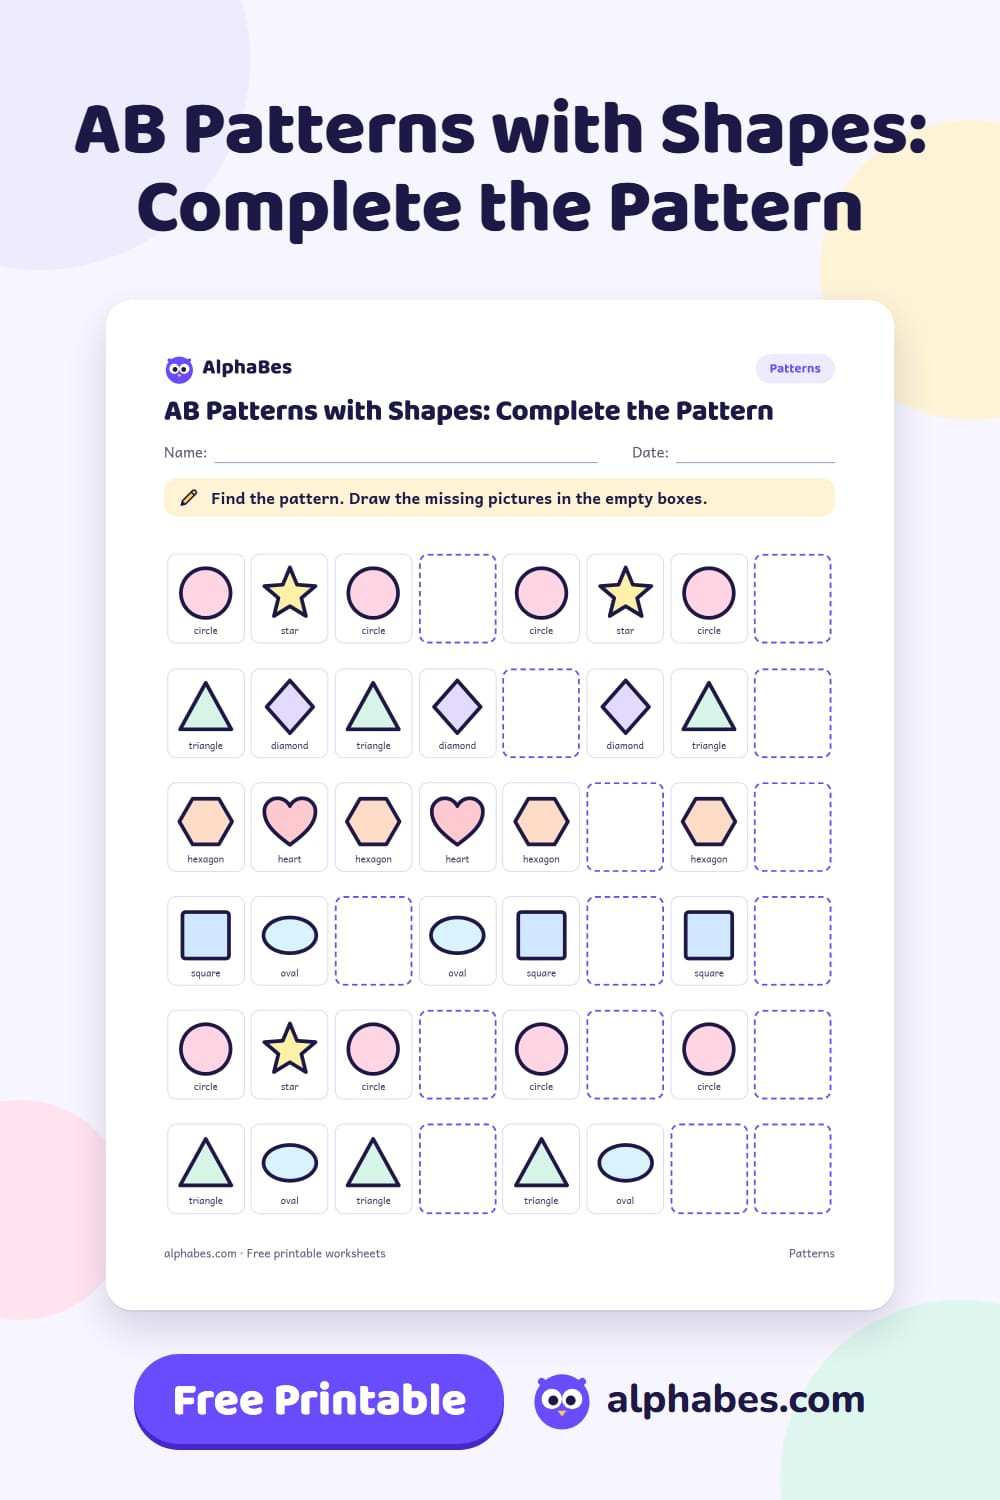 AB Patterns with Shapes:
Complete the Pattern
AlphaBes
Patterns
AB Patterns with Shapes: Complete the Pattern
Name:
Date:
Find the pattern. Draw the missing pictures in the empty boxes.
circle star circle circle star circle
triangle diamond triangle diamond diamond triangle
hexagon heart hexagon heart hexagon hexagon
square oval oval square square
circle star circle circle circle
triangle oval triangle triangle oval
alphabes.com · Free printable worksheets
Patterns
Free Printable
alphabes.com